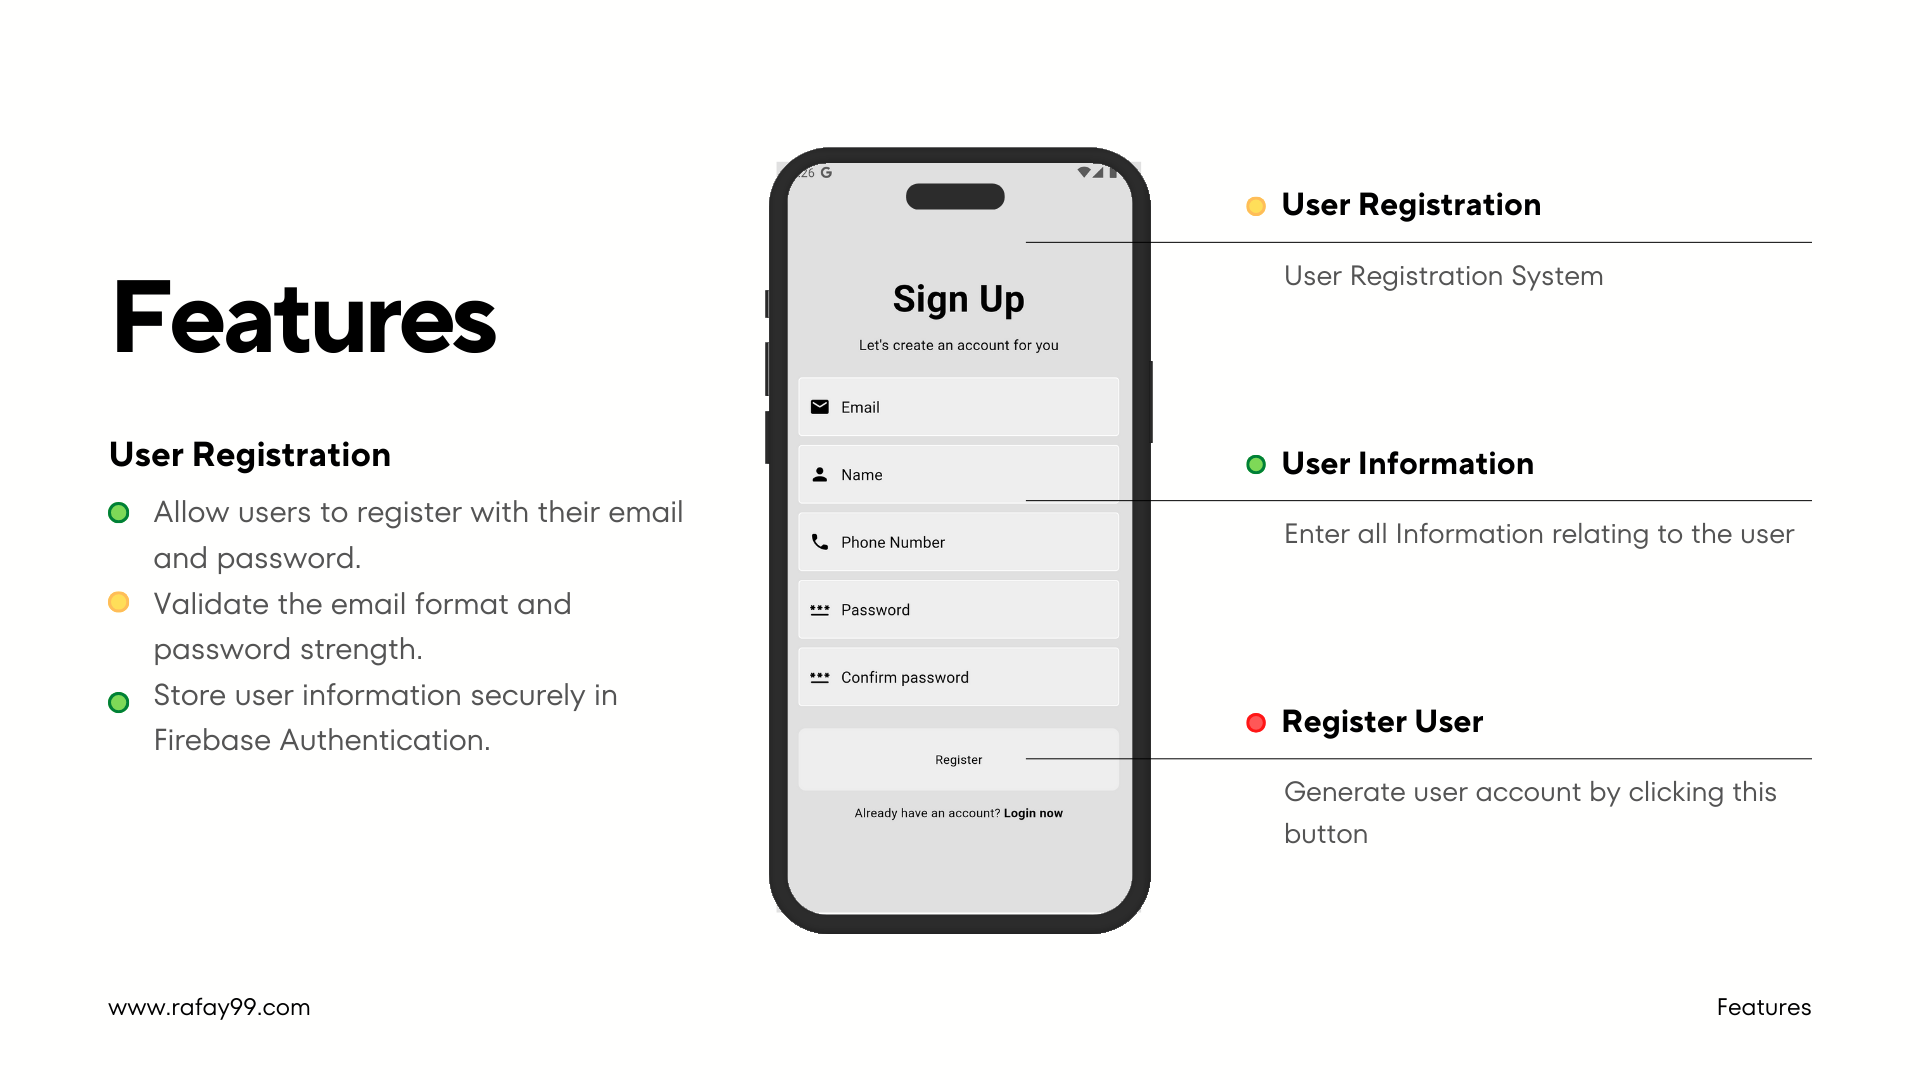 Features
User Registration
Allow users to register with their email
and password.
Validate the email format and
password strength.
Store user information securely in
Firebase Authentication.
26 G
Sign Up
Let's create an account for you
Email
Name
Phone Number
*** Password
*** Confirm password
Register
Already have an account? Login now
User Registration
User Registration System
User Information
Enter all Information relating to the user
Register User
Generate user account by clicking this
button
www.rafay99.com
Features